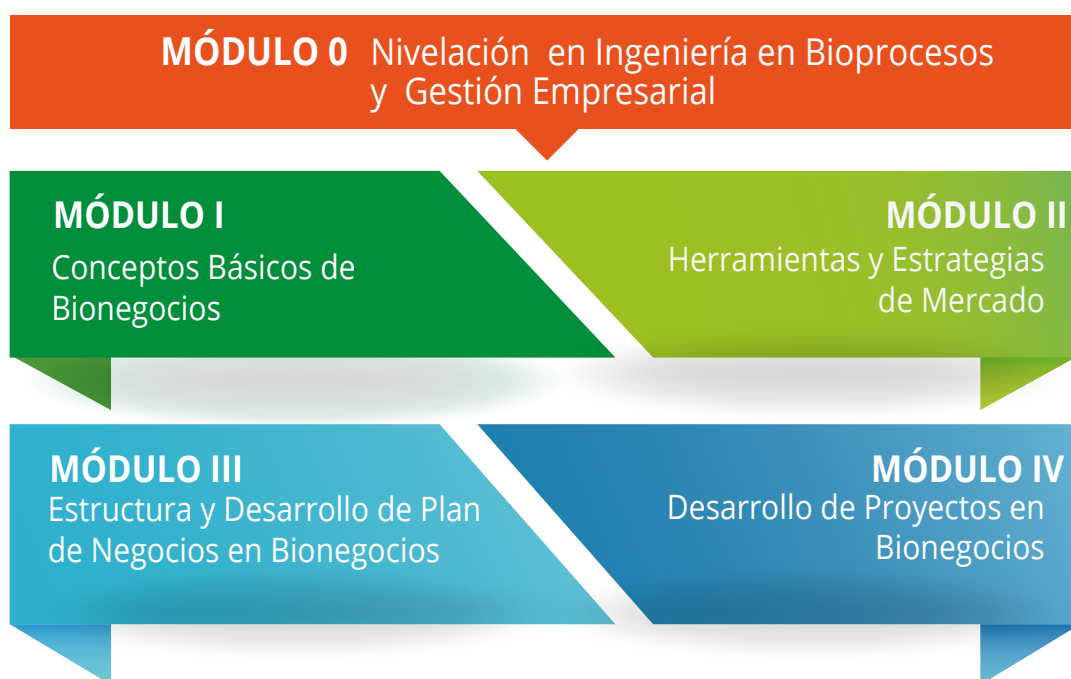 MÓDULO 0 Nivelación en Ingeniería en Bioprocesos
y Gestión Empresarial
MÓDULO I
Conceptos Básicos de
Bionegocios
MÓDULO II
Herramientas y Estrategias
de Mercado
MÓDULO III
Estructura y Desarrollo de Plan
de Negocios en Bionegocios
MÓDULO IV
Desarrollo de Proyectos en
Bionegocios